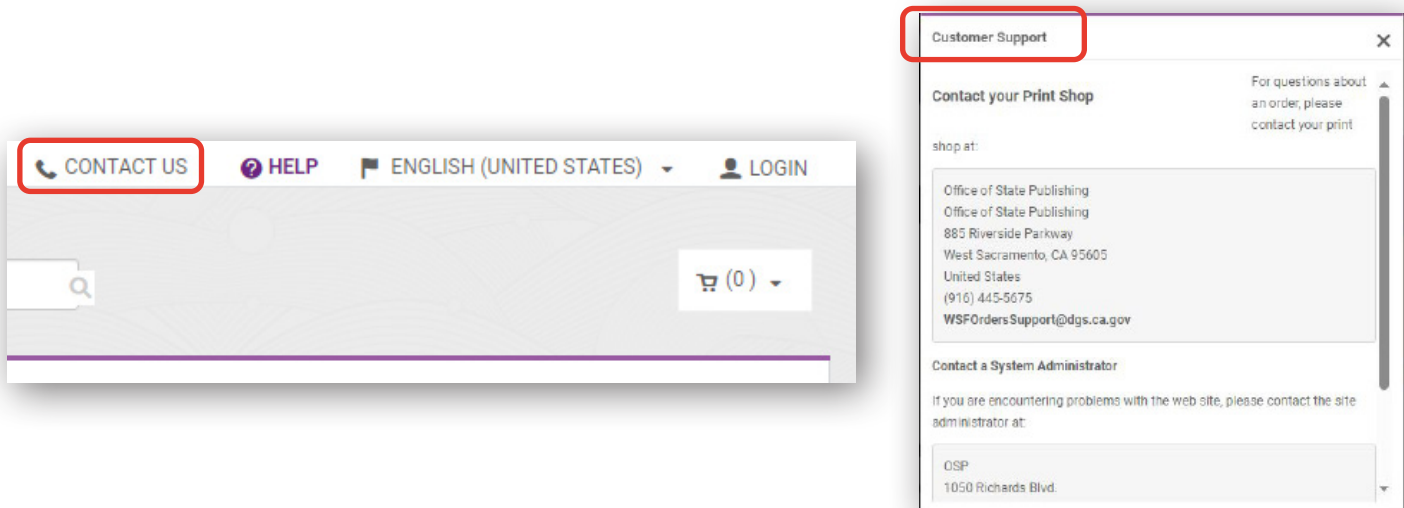 CONTACT US
HELP
ENGLISH (UNITED STATES)
LOGIN
(0)
Customer Support
Contact your Print Shop
For questions about
an order, please
contact your print
shop at:
Office of State Publishing
Office of State Publishing
885 Riverside Parkway
West Sacramento, CA 95605
United States
(916) 445-5675
WSFOrdersSupport@dgs.ca.gov
Contact a System Administrator
If you are encountering problems with the web site, please contact the site
administrator at:
OSP
1050 Richards Blvd.